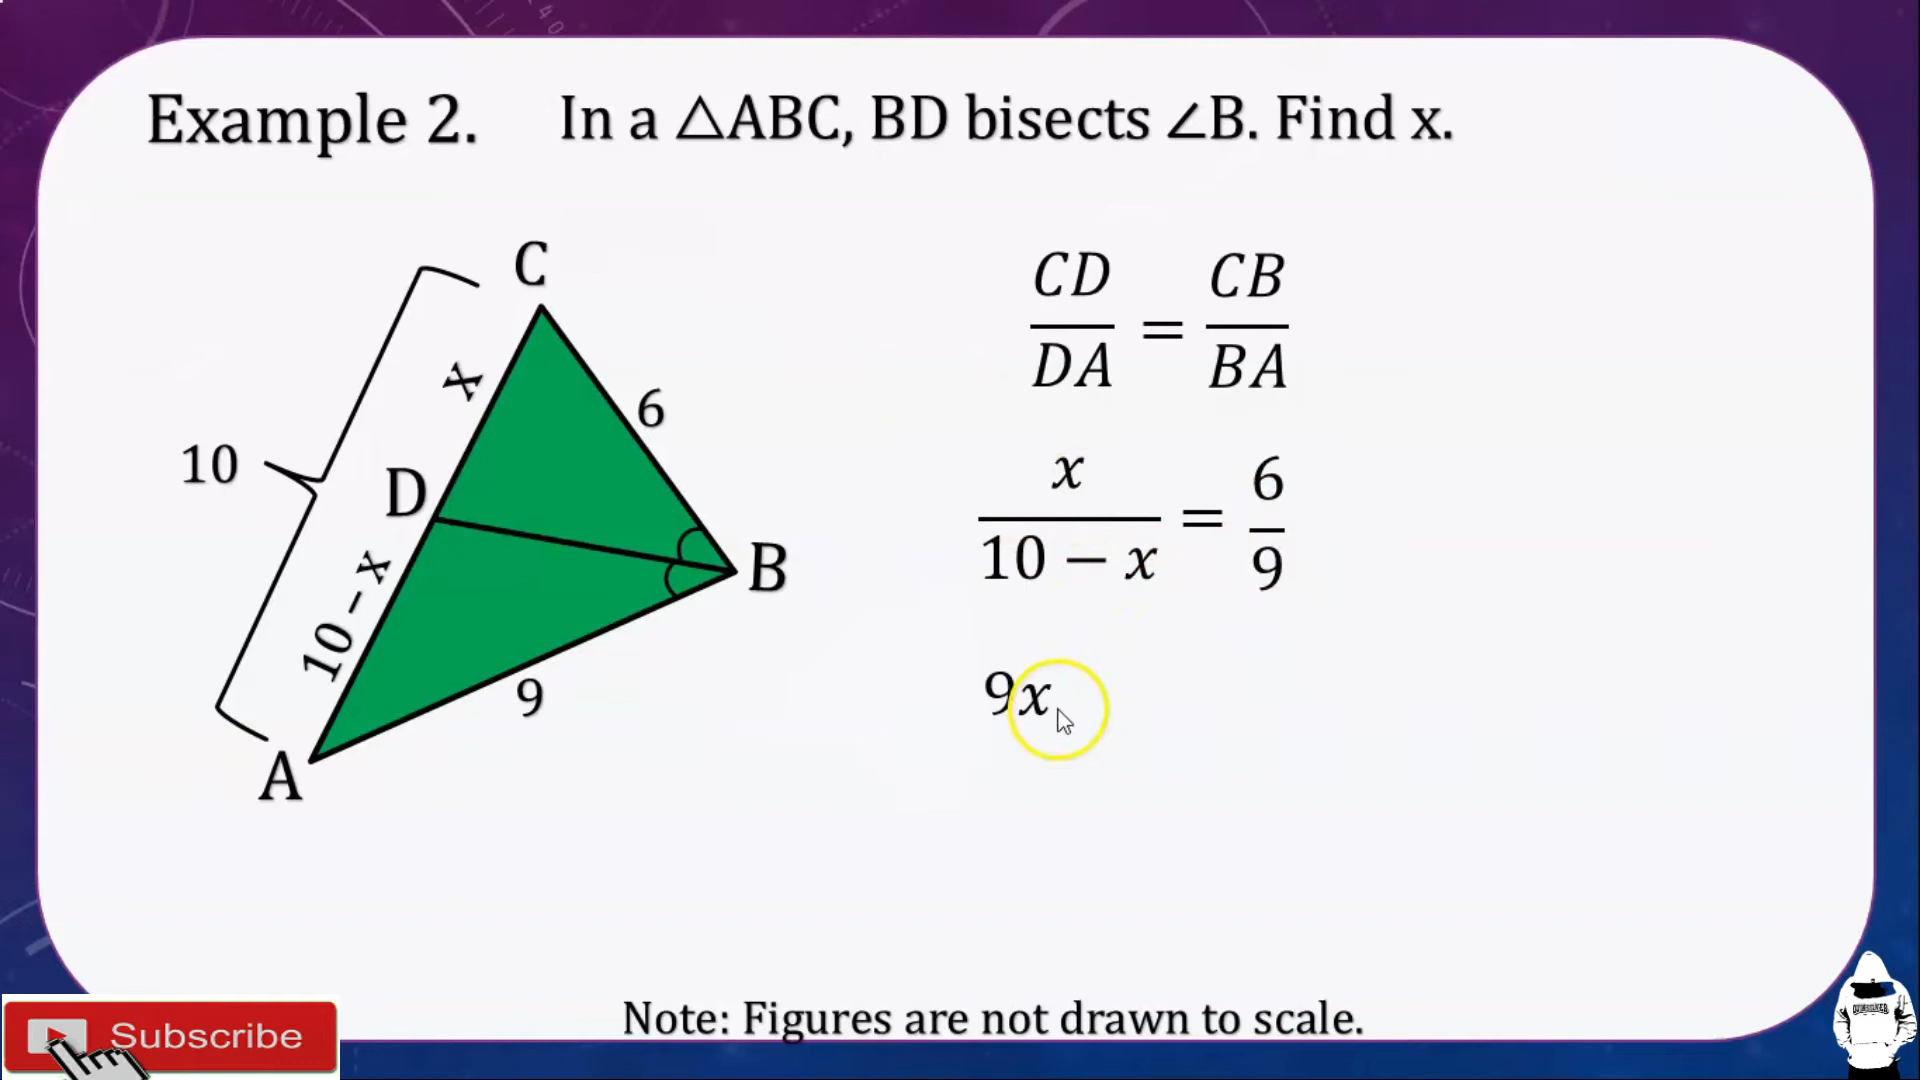 Example 2. In a △ABC, BD bisects ∠B. Find x.
C
x
6
10
D
B
10 − x
9
A
CD/DA = CB/BA
x/(10 − x) = 6/9
9x
Note: Figures are not drawn to scale.
Subscribe